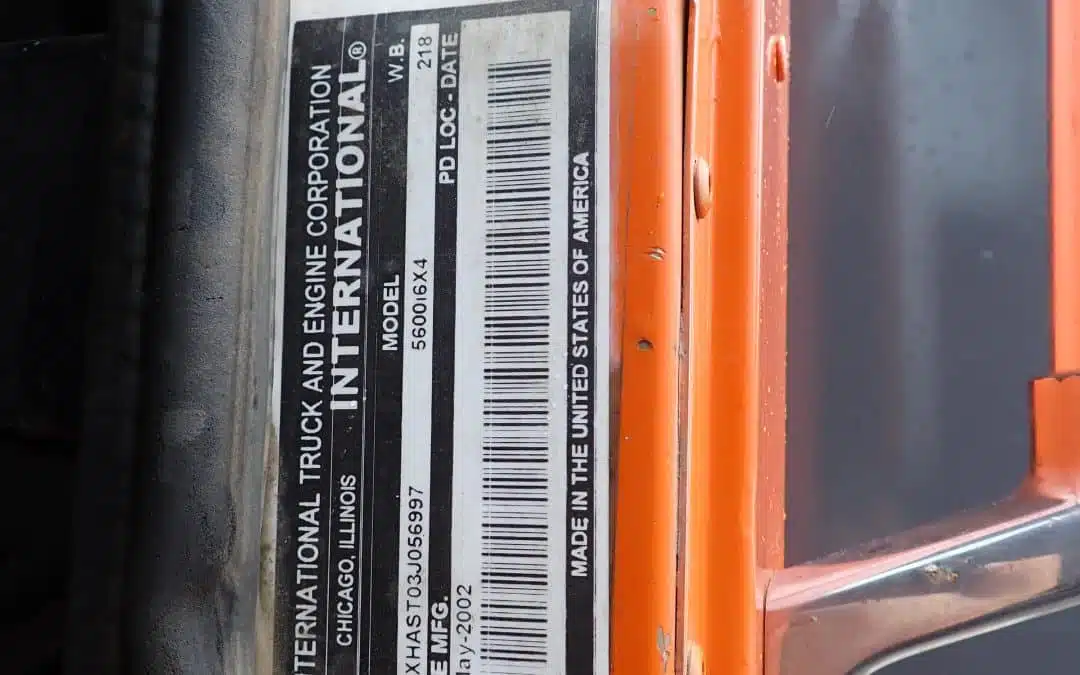 TERNATIONAL TRUCK AND ENGINE CORPORATION
CHICAGO, ILLINOIS INTERNATIONAL®
MODEL W.B.
XHAST03J056997 5600I6X4 218
E MFG. PD LOC - DATE
ay-2002
MADE IN THE UNITED STATES OF AMERICA